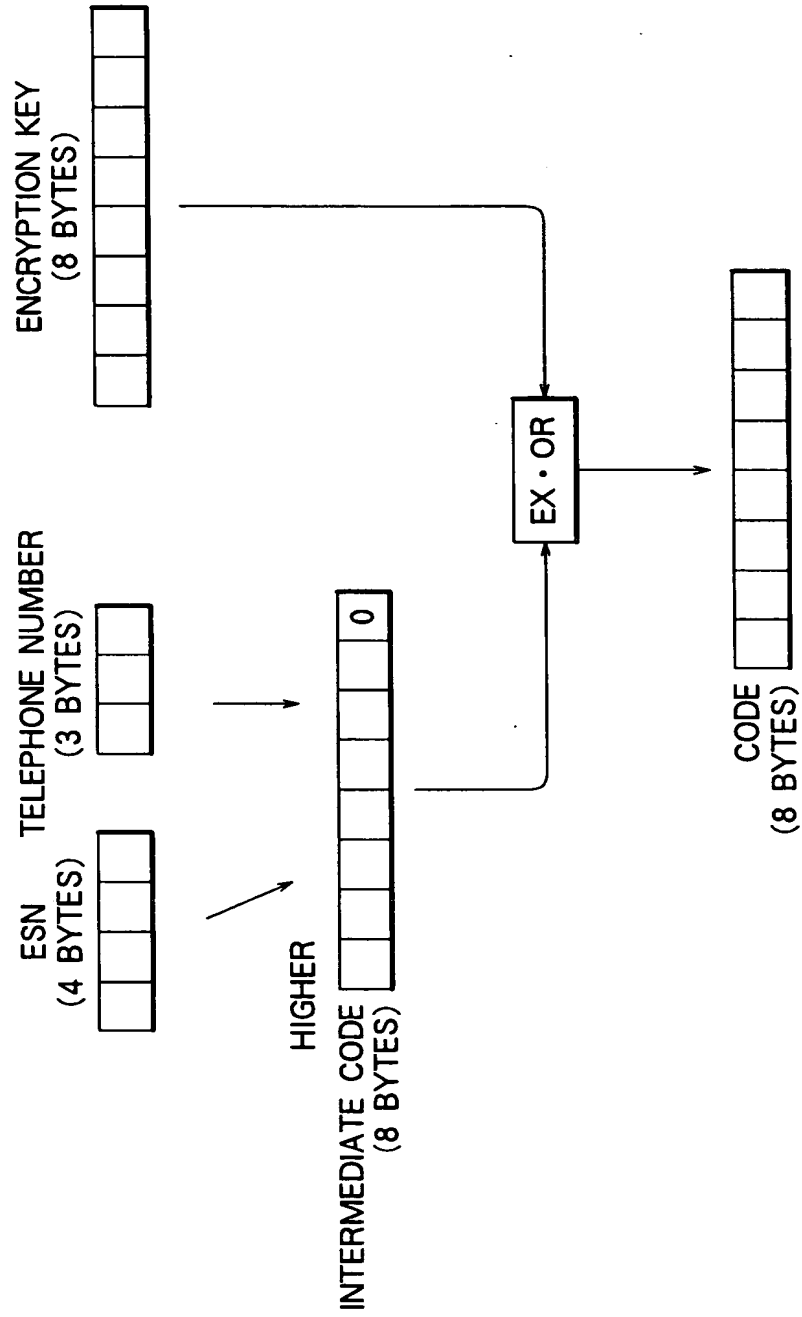 ESN
(4 BYTES)
TELEPHONE NUMBER
(3 BYTES)
ENCRYPTION KEY
(8 BYTES)
HIGHER
INTERMEDIATE CODE
(8 BYTES)
0
EX・OR
CODE
(8 BYTES)